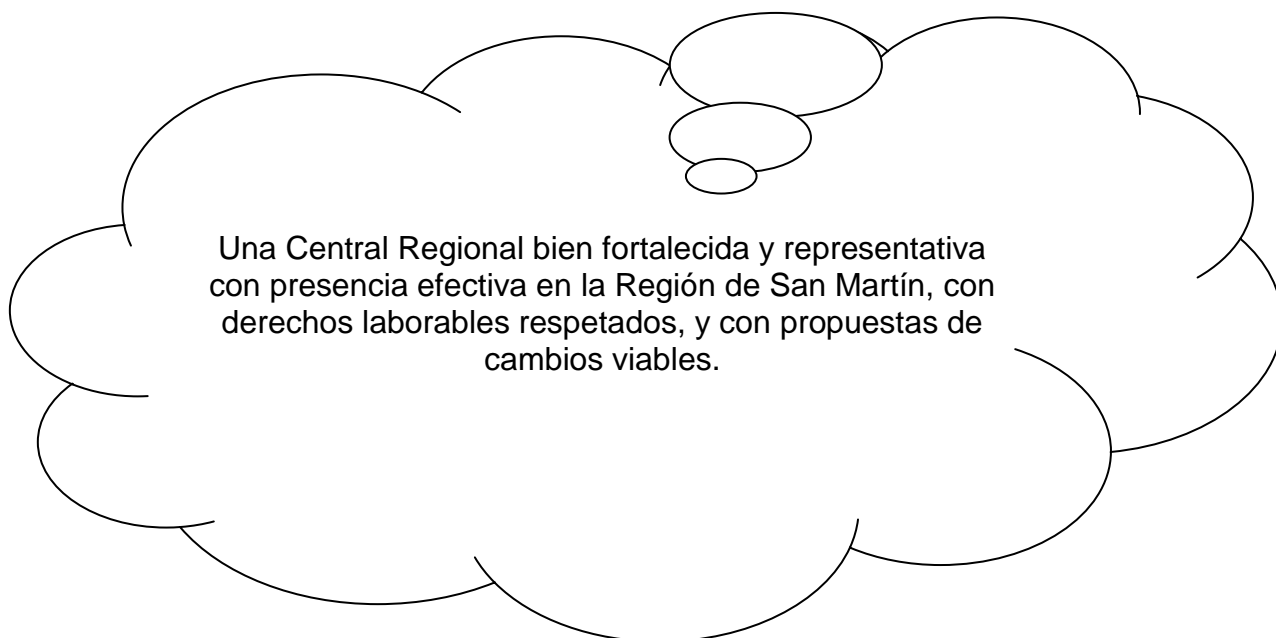 Una Central Regional bien fortalecida y representativa
con presencia efectiva en la Región de San Martín, con
derechos laborables respetados, y con propuestas de
cambios viables.